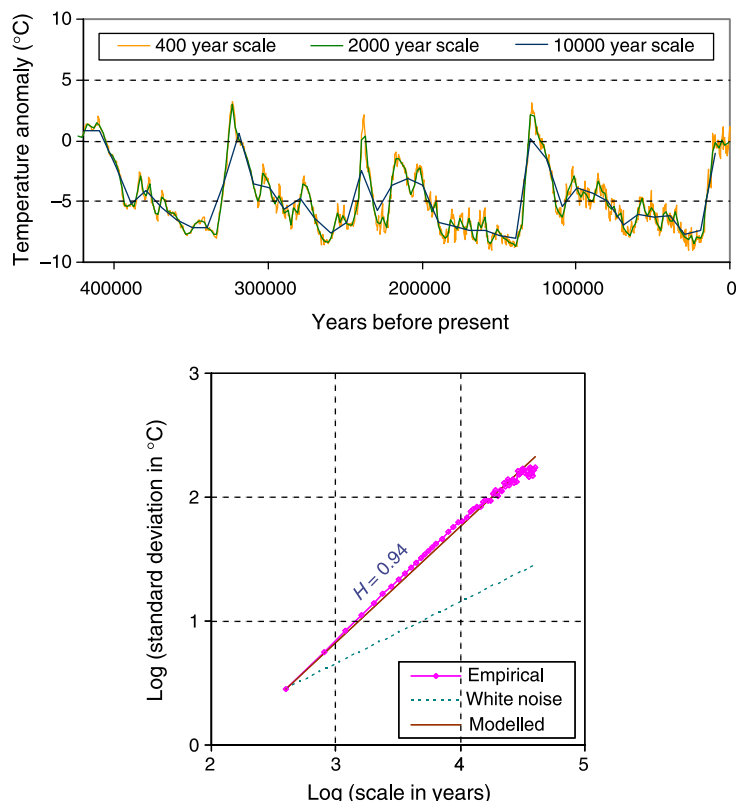 Temperature anomaly (°C)
10
5
0
−5
−10
400 year scale 2000 year scale 10000 year scale
400000 300000 200000 100000 0
Years before present
Log (standard deviation in °C)
3
2
1
0
H = 0.94
Empirical
White noise
Modelled
2 3 4 5
Log (scale in years)